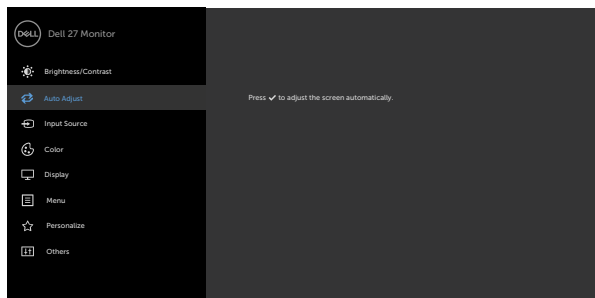 DELL
Dell 27 Monitor
Brightness/Contrast
Auto Adjust
Press ✓ to adjust the screen automatically.
Input Source
Color
Display
Menu
Personalize
Others